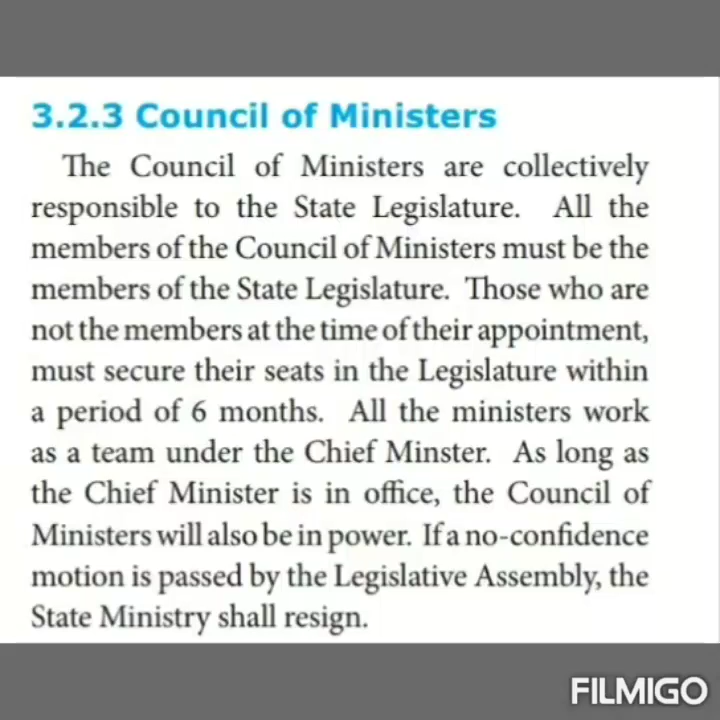 3.2.3 Council of Ministers
The Council of Ministers are collectively
responsible to the State Legislature. All the
members of the Council of Ministers must be the
members of the State Legislature. Those who are
not the members at the time of their appointment,
must secure their seats in the Legislature within
a period of 6 months. All the ministers work
as a team under the Chief Minster. As long as
the Chief Minister is in office, the Council of
Ministers will also be in power. If a no-confidence
motion is passed by the Legislative Assembly, the
State Ministry shall resign.
FILMIGO